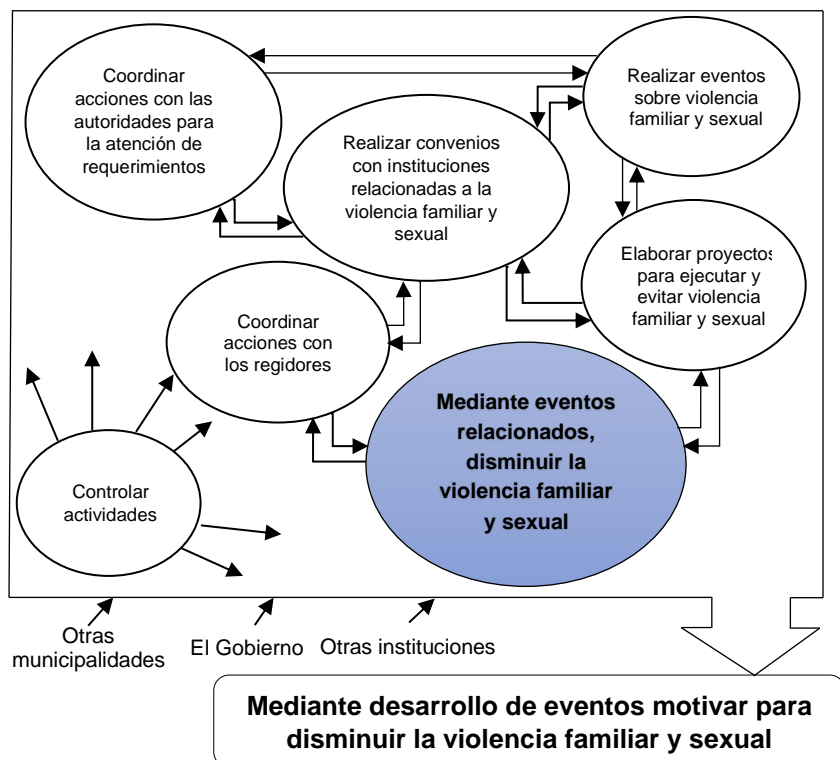 Coordinar
acciones con las
autoridades para
la atención de
requerimientos
Realizar eventos
sobre violencia
familiar y sexual
Realizar convenios
con instituciones
relacionadas a la
violencia familiar y
sexual
Elaborar proyectos
para ejecutar y
evitar violencia
familiar y sexual
Coordinar
acciones con
los regidores
Mediante eventos
relacionados,
disminuir la
violencia familiar
y sexual
Controlar
actividades
Otras
municipalidades
El Gobierno
Otras instituciones
Mediante desarrollo de eventos motivar para
disminuir la violencia familiar y sexual